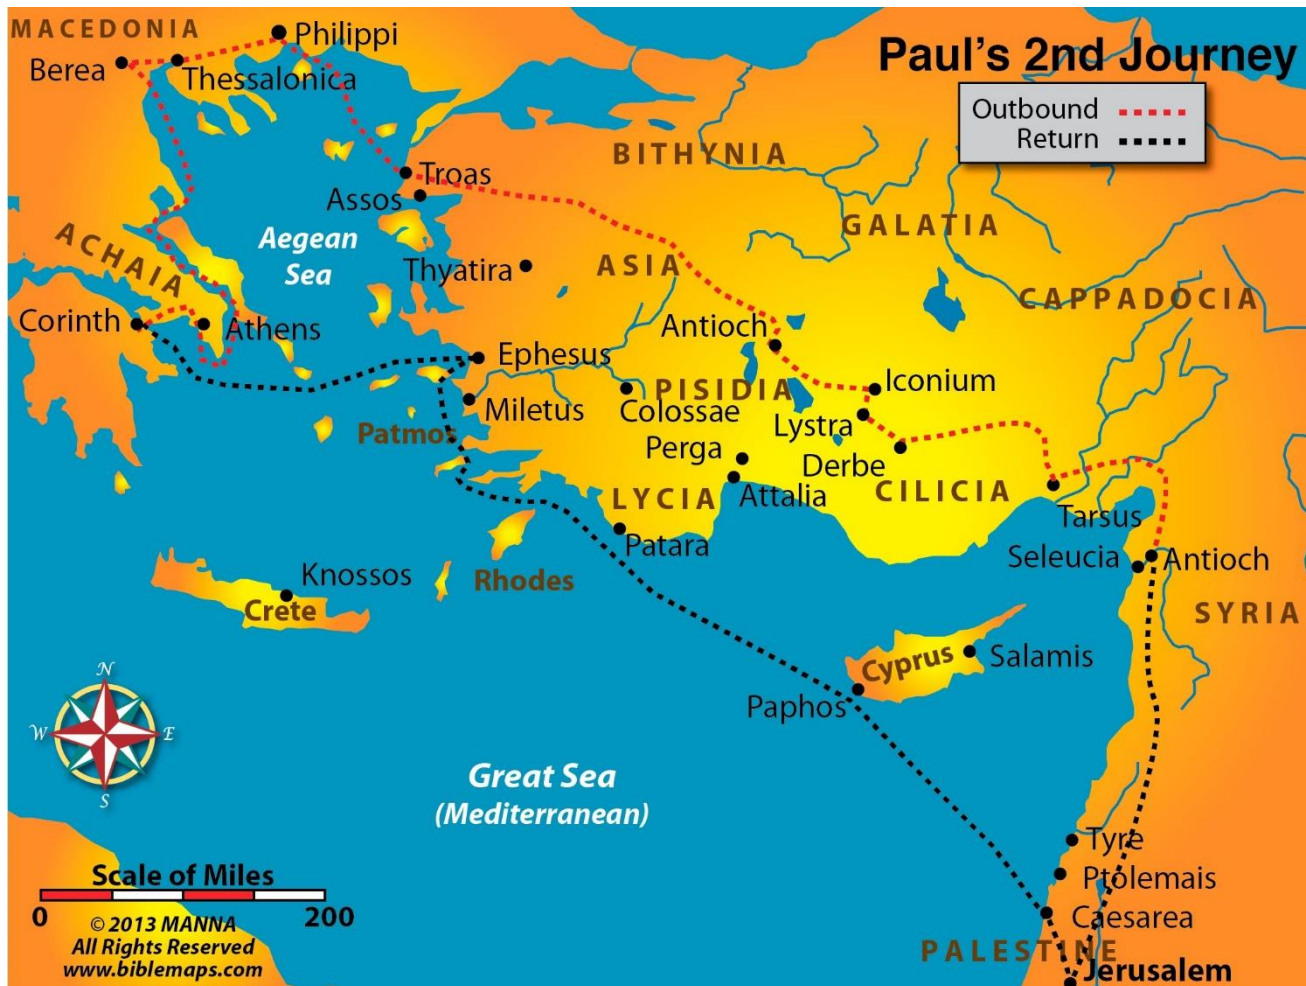 MACEDONIA
Philippi
Berea
Thessalonica
Paul's 2nd Journey
Outbound
Return
BITHYNIA
Troas
Assos
GALATIA
ACHAIA
Aegean
Sea
Thyatira
ASIA
CAPPADOCIA
Corinth
Athens
Antioch
Ephesus
PISIDIA
Iconium
Miletus
Colossae
Lystra
Patmos
Perga
Derbe
LYCIA
Attalia
CILICIA
Tarsus
Patara
Seleucia
Antioch
Knossos
Rhodes
Crete
SYRIA
Cyprus
Salamis
N
W
E
S
Paphos
Great Sea
(Mediterranean)
Tyre
Scale of Miles
Ptolemais
0
200
Caesarea
© 2013 MANNA
All Rights Reserved
www.biblemaps.com
PALESTINE
Jerusalem